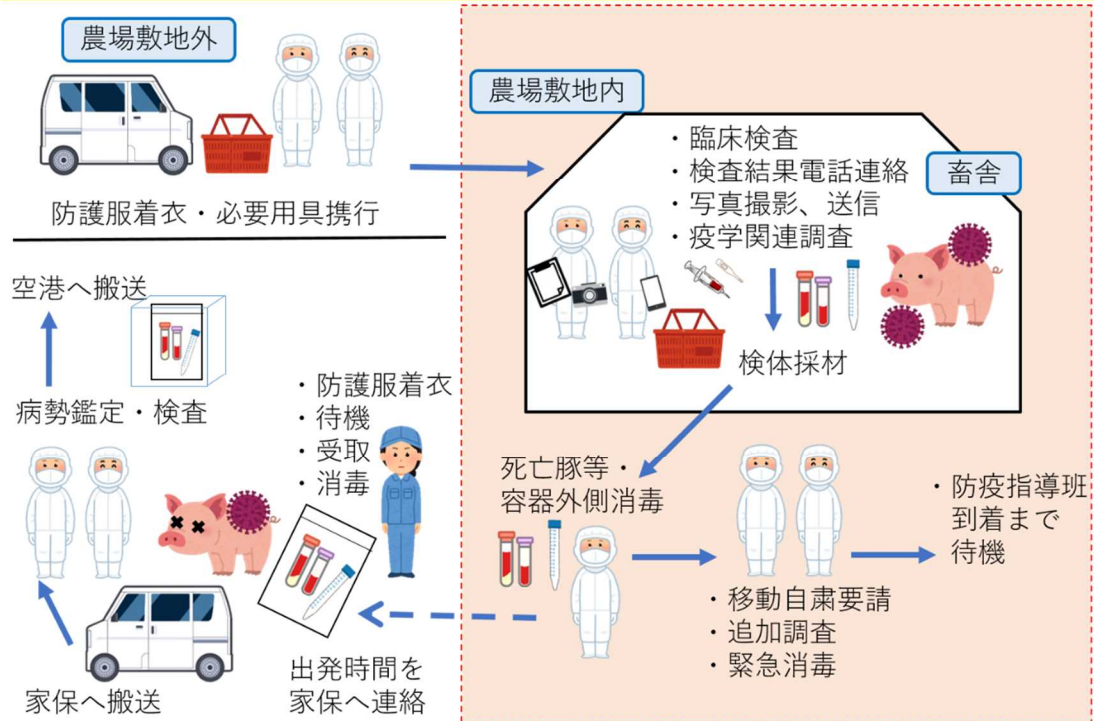 農場敷地外
防護服着衣・必要用具携行
農場敷地内
畜舎
・臨床検査
・検査結果電話連絡
・写真撮影、送信
・疫学関連調査
検体採材
死亡豚等・
容器外側消毒
・移動自粛要請
・追加調査
・緊急消毒
・防疫指導班
到着まで
待機
・防護服着衣
・待機
・受取
・消毒
出発時間を
家保へ連絡
家保へ搬送
病勢鑑定・検査
空港へ搬送